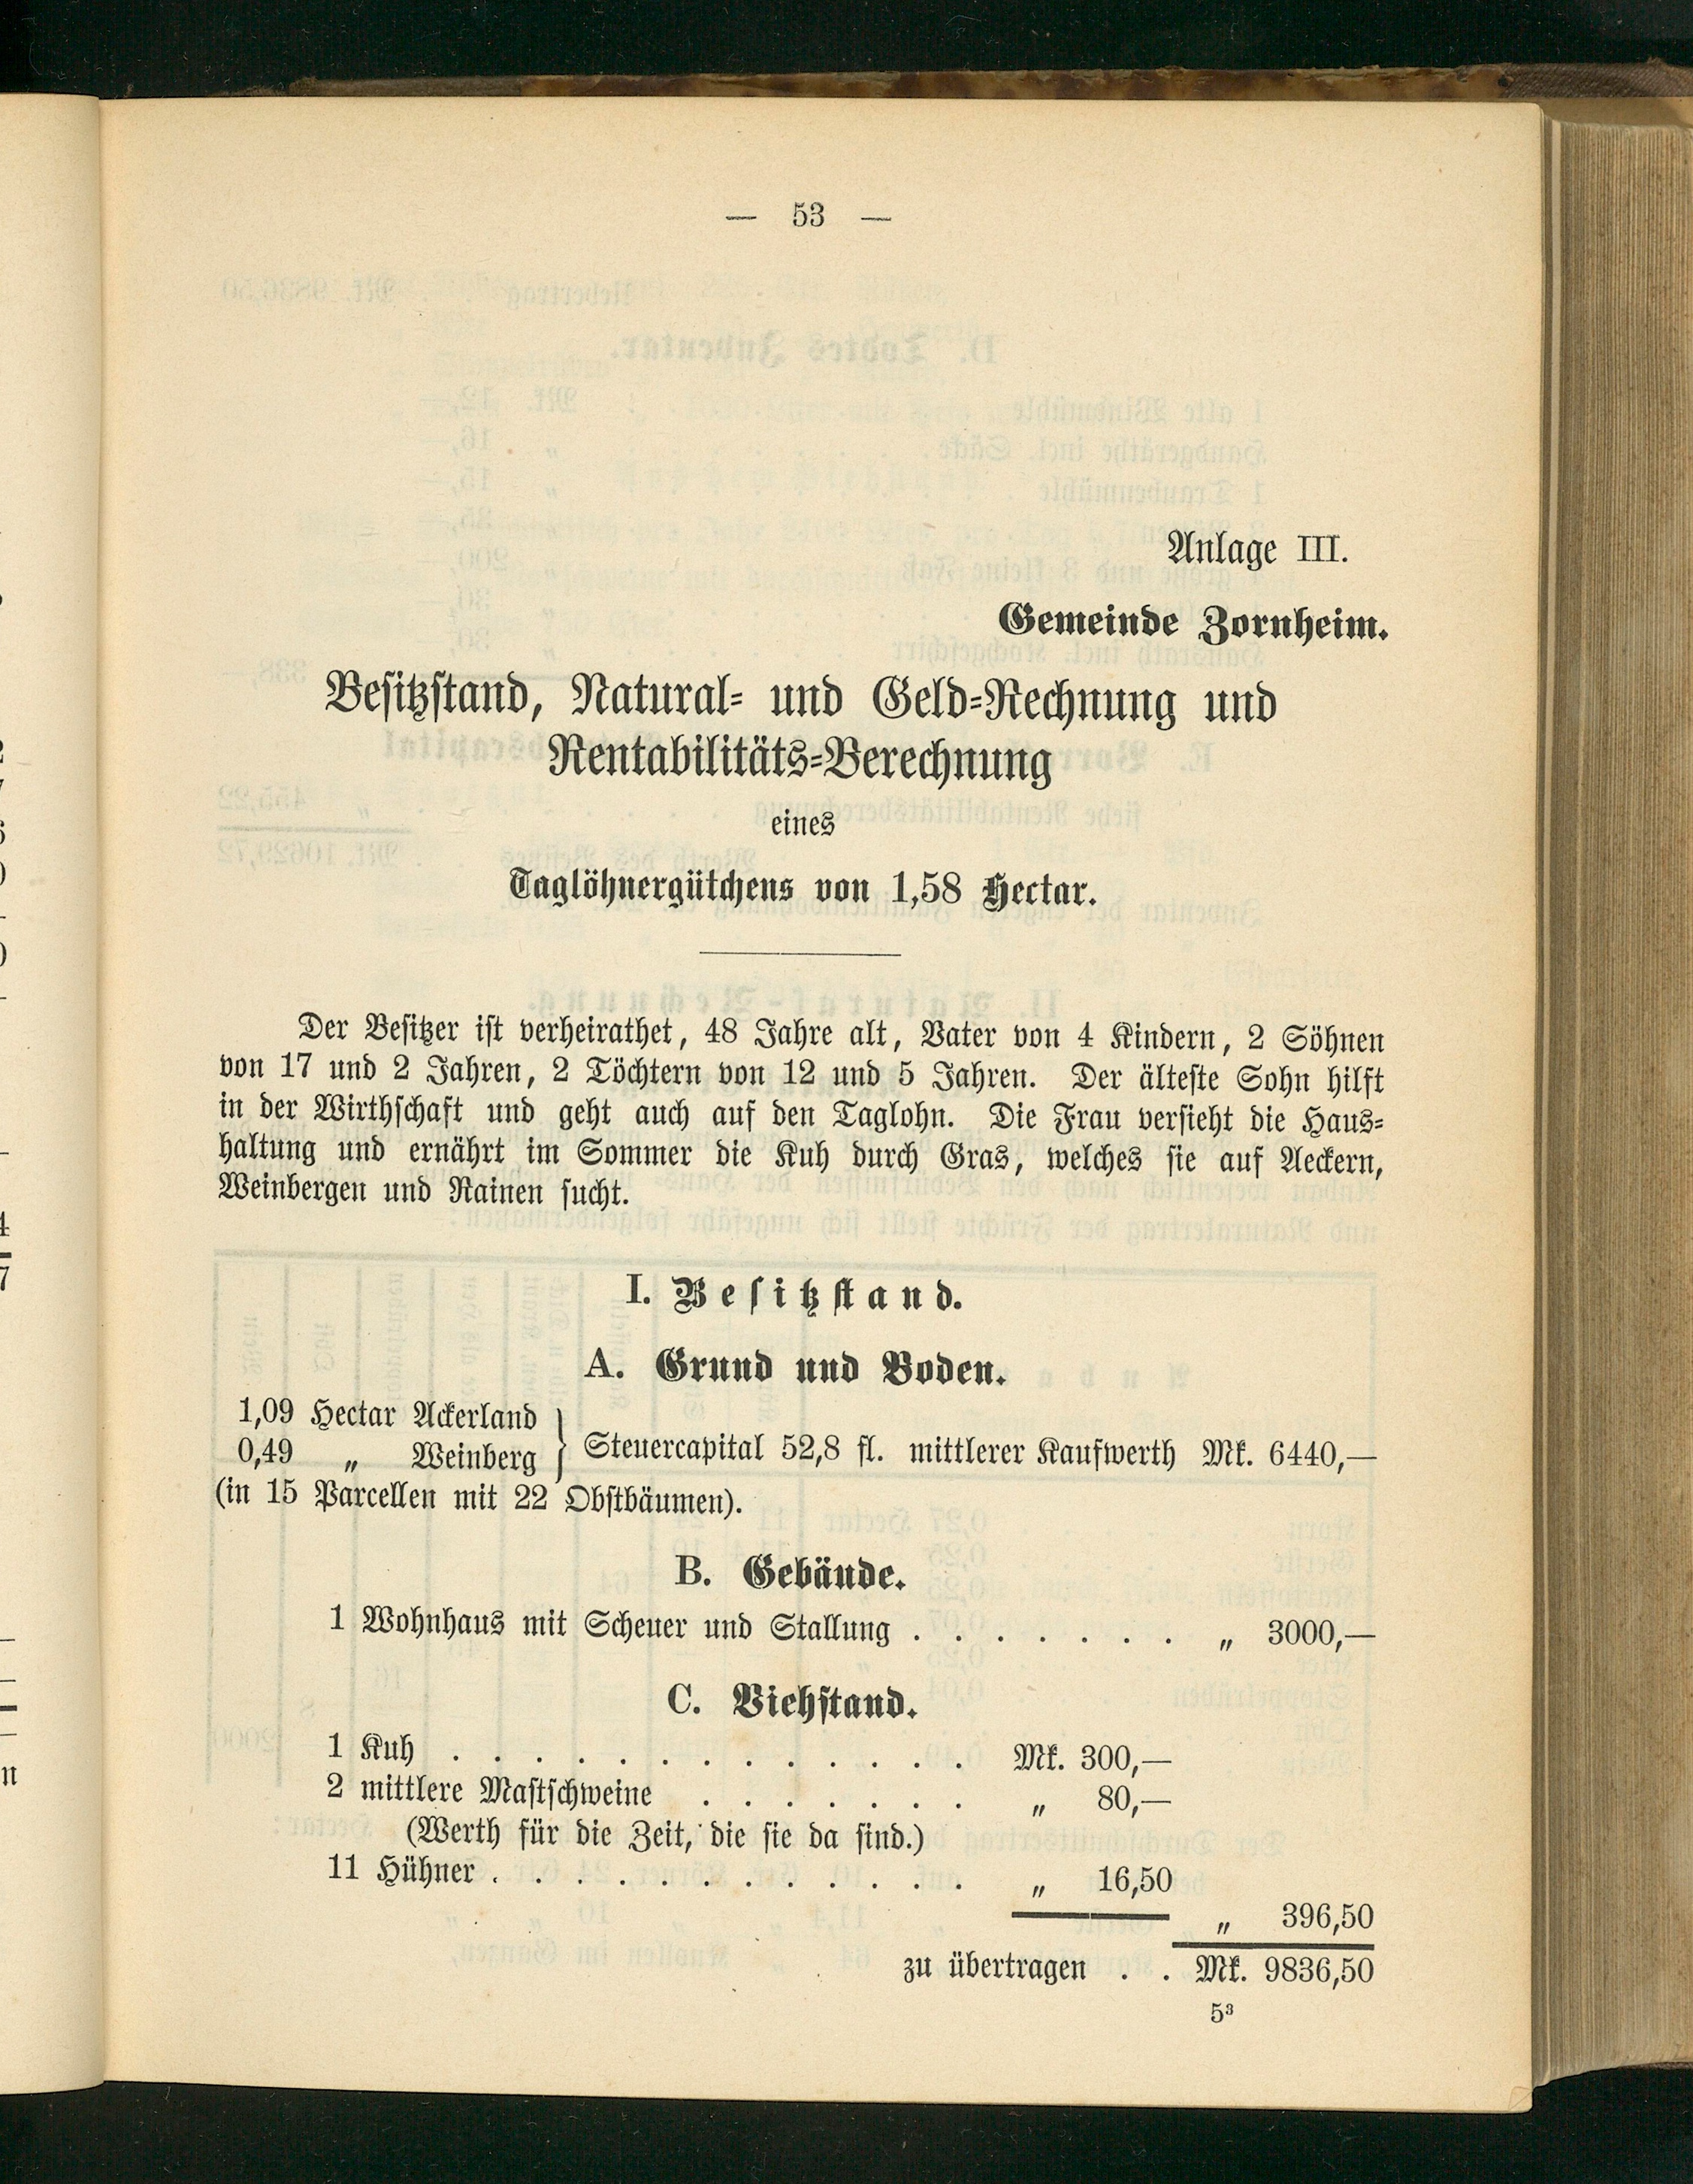 — 53 —
Anlage III.
Gemeinde Zornheim.
Besitzstand, Natural- und Geld-Rechnung und
Rentabilitäts-Berechnung
eines
Taglöhnergütchens von 1,58 Hectar.
Der Besitzer ist verheirathet, 48 Jahre alt, Vater von 4 Kindern, 2 Söhnen
von 17 und 2 Jahren, 2 Töchtern von 12 und 5 Jahren. Der älteste Sohn hilft
in der Wirthschaft und geht auch auf den Taglohn. Die Frau versieht die Haus-
haltung und ernährt im Sommer die Kuh durch Gras, welches sie auf Aeckern,
Weinbergen und Rainen sucht.
I. Besitzstand.
A. Grund und Boden.
1,09 Hectar Ackerland
0,49 „ Weinberg } Steuercapital 52,8 fl. mittlerer Kaufwerth Mk. 6440,—
(in 15 Parcellen mit 22 Obstbäumen).
B. Gebäude.
1 Wohnhaus mit Scheuer und Stallung . . . . . . . „ 3000,—
C. Viehstand.
1 Kuh . . . . . . . . . . . . . Mk. 300,—
2 mittlere Mastschweine . . . . . . . „ 80,—
(Werth für die Zeit, die sie da sind.)
11 Hühner . . . . . . . . . . . . „ 16,50
„ 396,50
zu übertragen . . Mk. 9836,50
5³